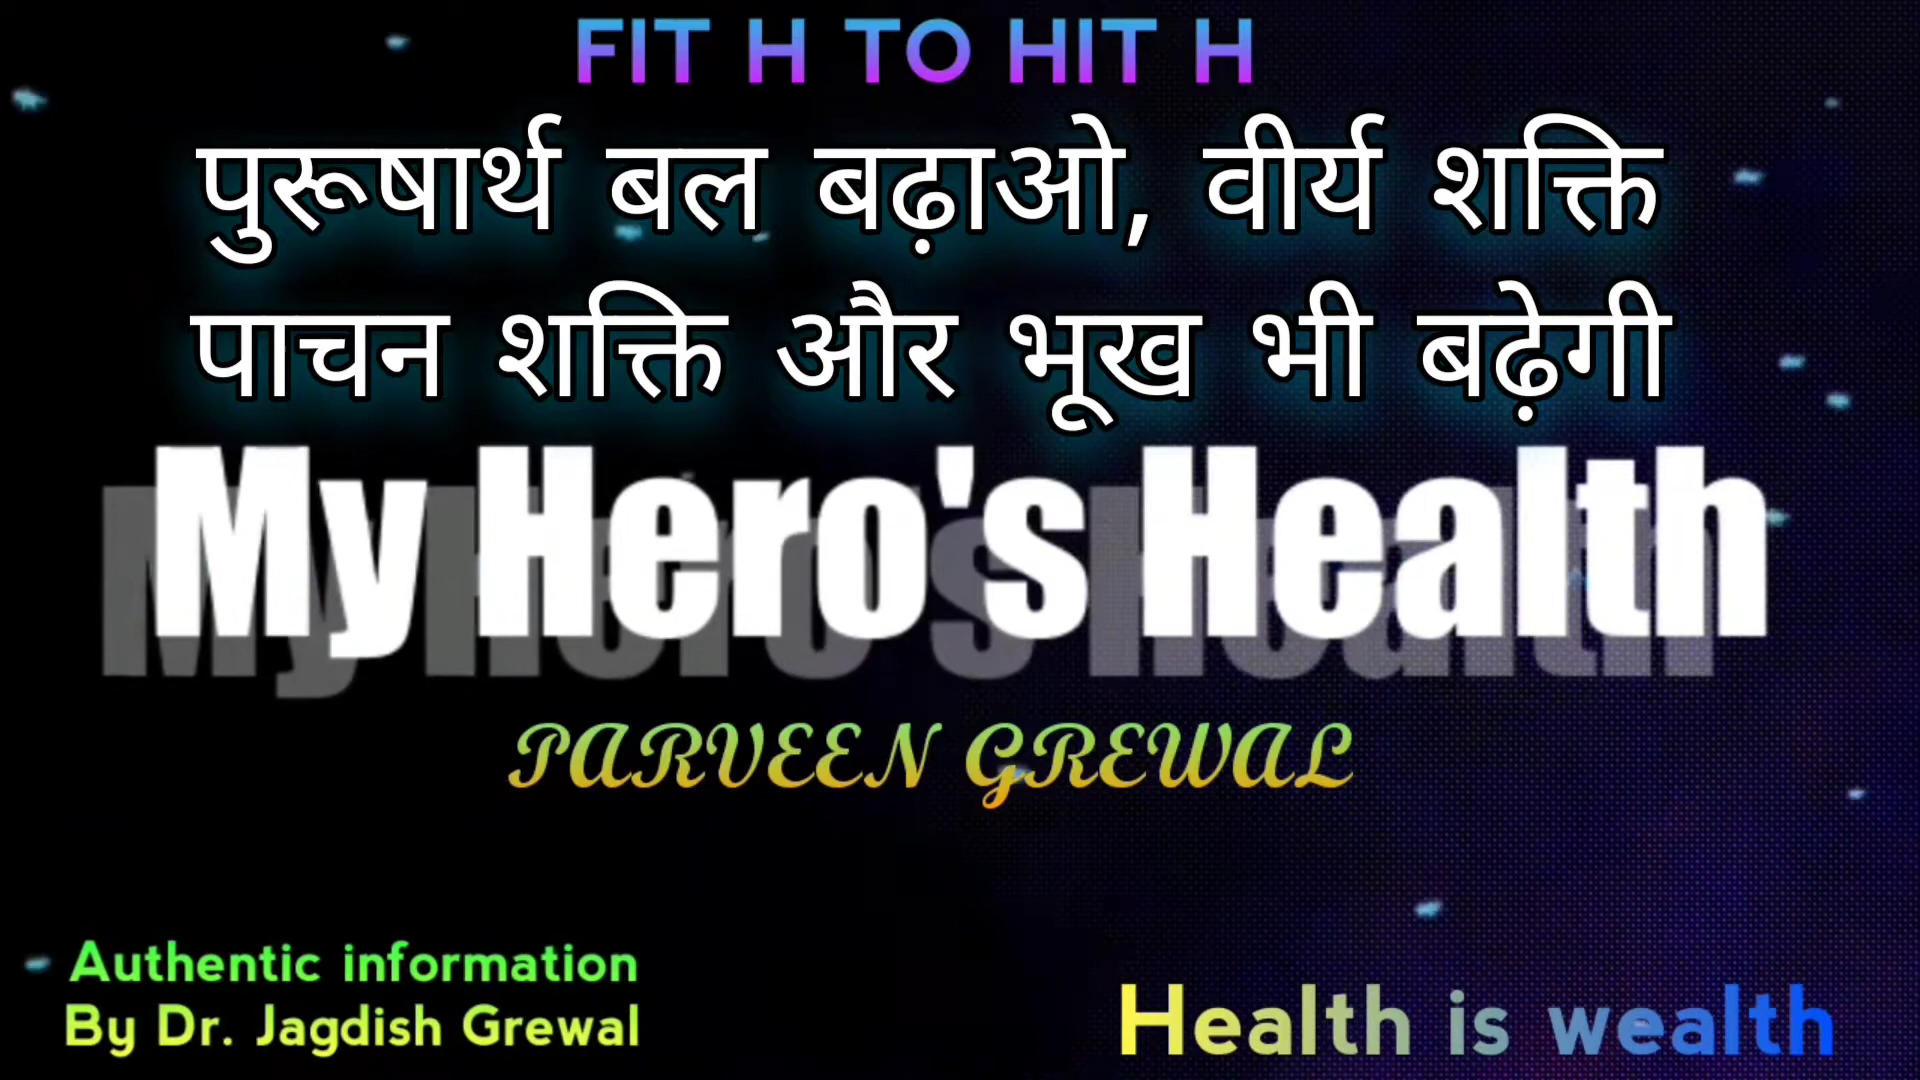 FIT H TO HIT H
पुरूषार्थ बल बढ़ाओ, वीर्य शक्ति
पाचन शक्ति और भूख भी बढ़ेगी
My Hero's Health
PARVEEN GREWAL
Authentic information
By Dr. Jagdish Grewal
Health is wealth